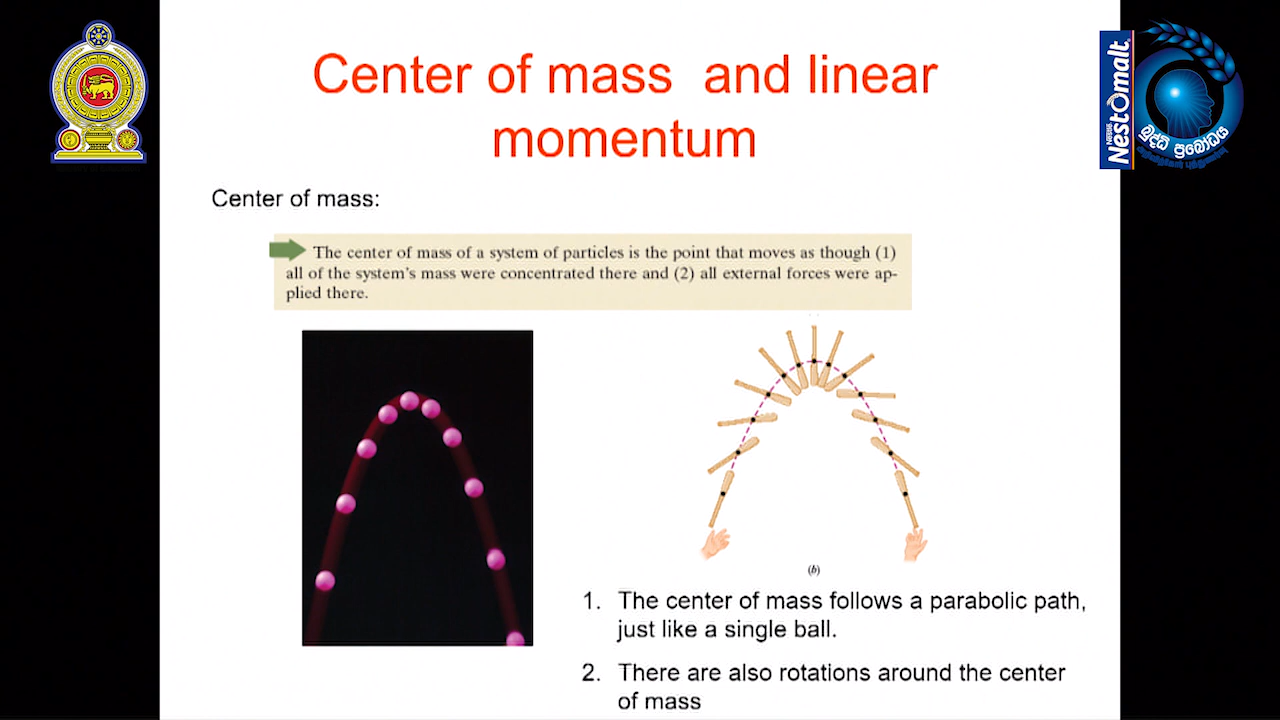 Center of mass and linear
momentum
NESTLÉ
Nestomalt
බුද්ධි ප්‍රබෝධය
Center of mass:
The center of mass of a system of particles is the point that moves as though (1)
all of the system's mass were concentrated there and (2) all external forces were ap-
plied there.
(b)
1. The center of mass follows a parabolic path,
just like a single ball.
2. There are also rotations around the center
of mass